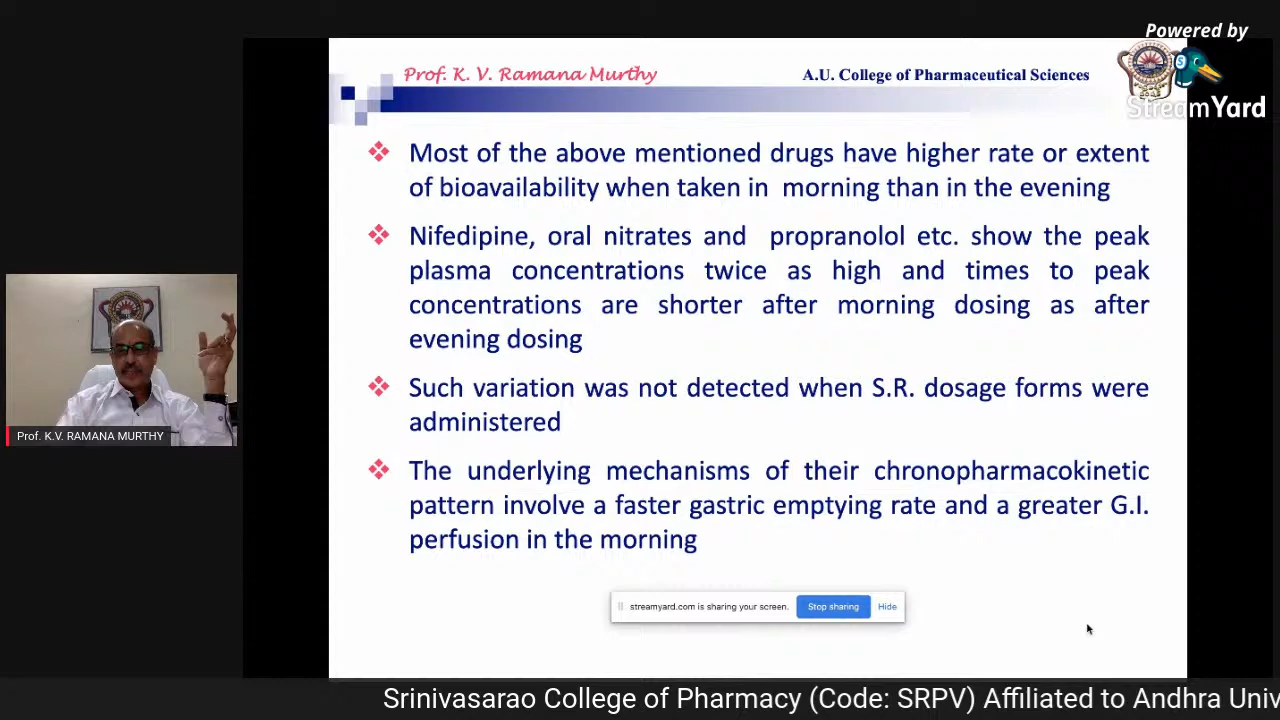 Powered by
StreamYard
Prof. K. V. Ramana Murthy
A.U. College of Pharmaceutical Sciences
Most of the above mentioned drugs have higher rate or extent
of bioavailability when taken in morning than in the evening
Nifedipine, oral nitrates and propranolol etc. show the peak
plasma concentrations twice as high and times to peak
concentrations are shorter after morning dosing as after
evening dosing
Such variation was not detected when S.R. dosage forms were
administered
The underlying mechanisms of their chronopharmacokinetic
pattern involve a faster gastric emptying rate and a greater G.I.
perfusion in the morning
Prof. K.V. RAMANA MURTHY
streamyard.com is sharing your screen.
Stop sharing
Hide
Srinivasarao College of Pharmacy (Code: SRPV) Affiliated to Andhra Univ